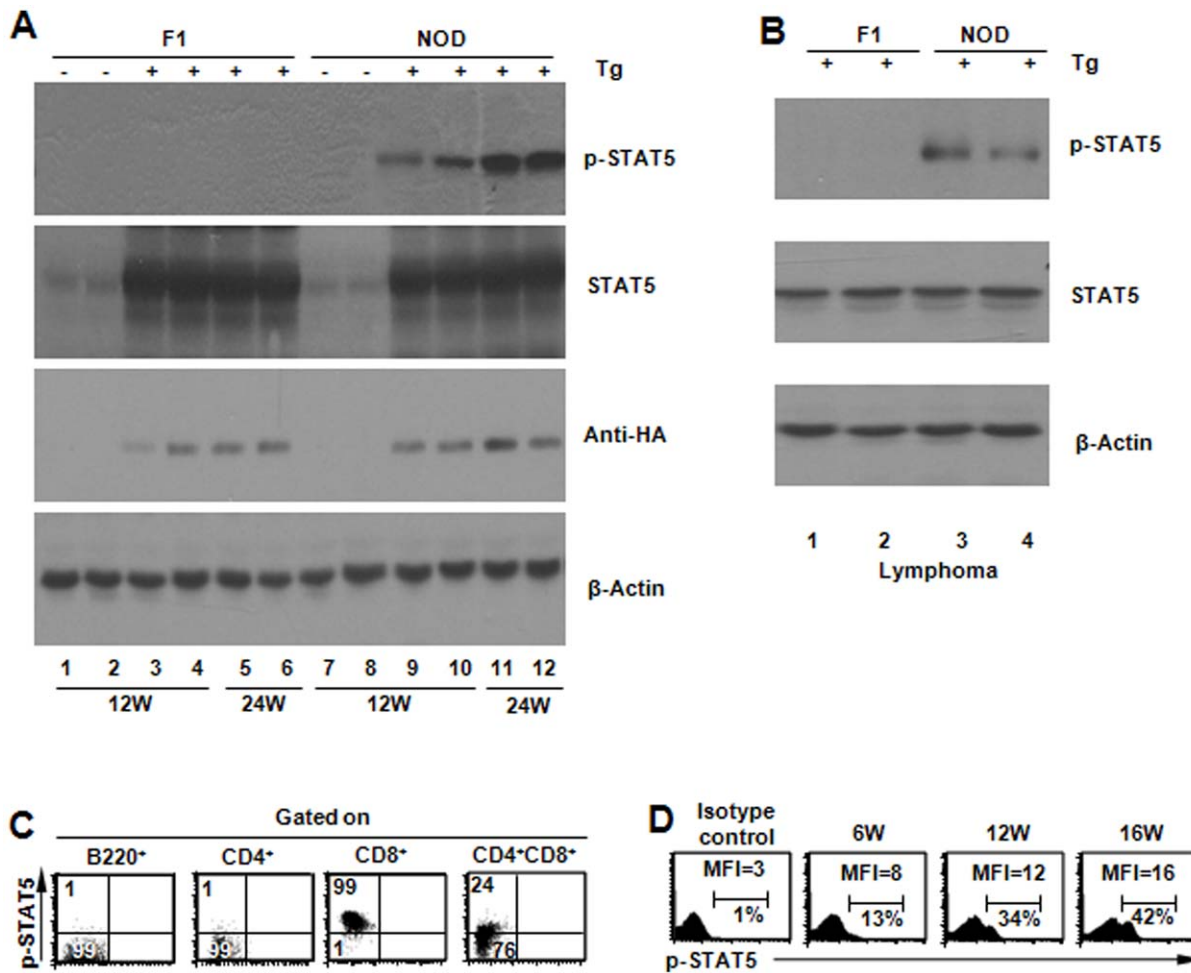 A
F1 NOD
- - + + + + - - + + + + Tg
p-STAT5
STAT5
Anti-HA
β-Actin
1 2 3 4 5 6 7 8 9 10 11 12
12W 24W 12W 24W
B
F1 NOD
+ + + + Tg
p-STAT5
STAT5
β-Actin
1 2 3 4
Lymphoma
C
Gated on
B220+ CD4+ CD8+ CD4+CD8+
p-STAT5
1 1 99 24
99 99 1 76
D
Isotype
control 6W 12W 16W
MFI=3 MFI=8 MFI=12 MFI=16
1% 13% 34% 42%
p-STAT5